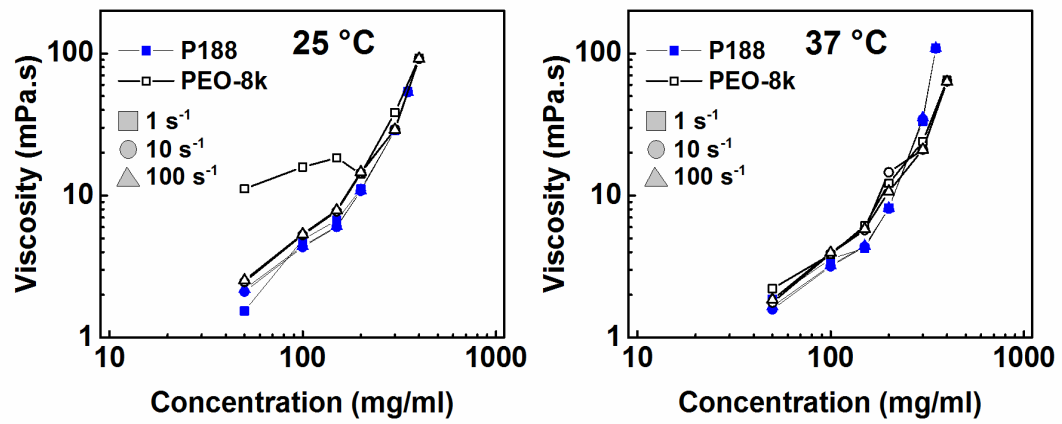 25 °C
P188
PEO-8k
1 s⁻¹
10 s⁻¹
100 s⁻¹
100
10
1
Viscosity (mPa.s)
10
100
1000
Concentration (mg/ml)
37 °C
P188
PEO-8k
1 s⁻¹
10 s⁻¹
100 s⁻¹
100
10
1
Viscosity (mPa.s)
10
100
1000
Concentration (mg/ml)